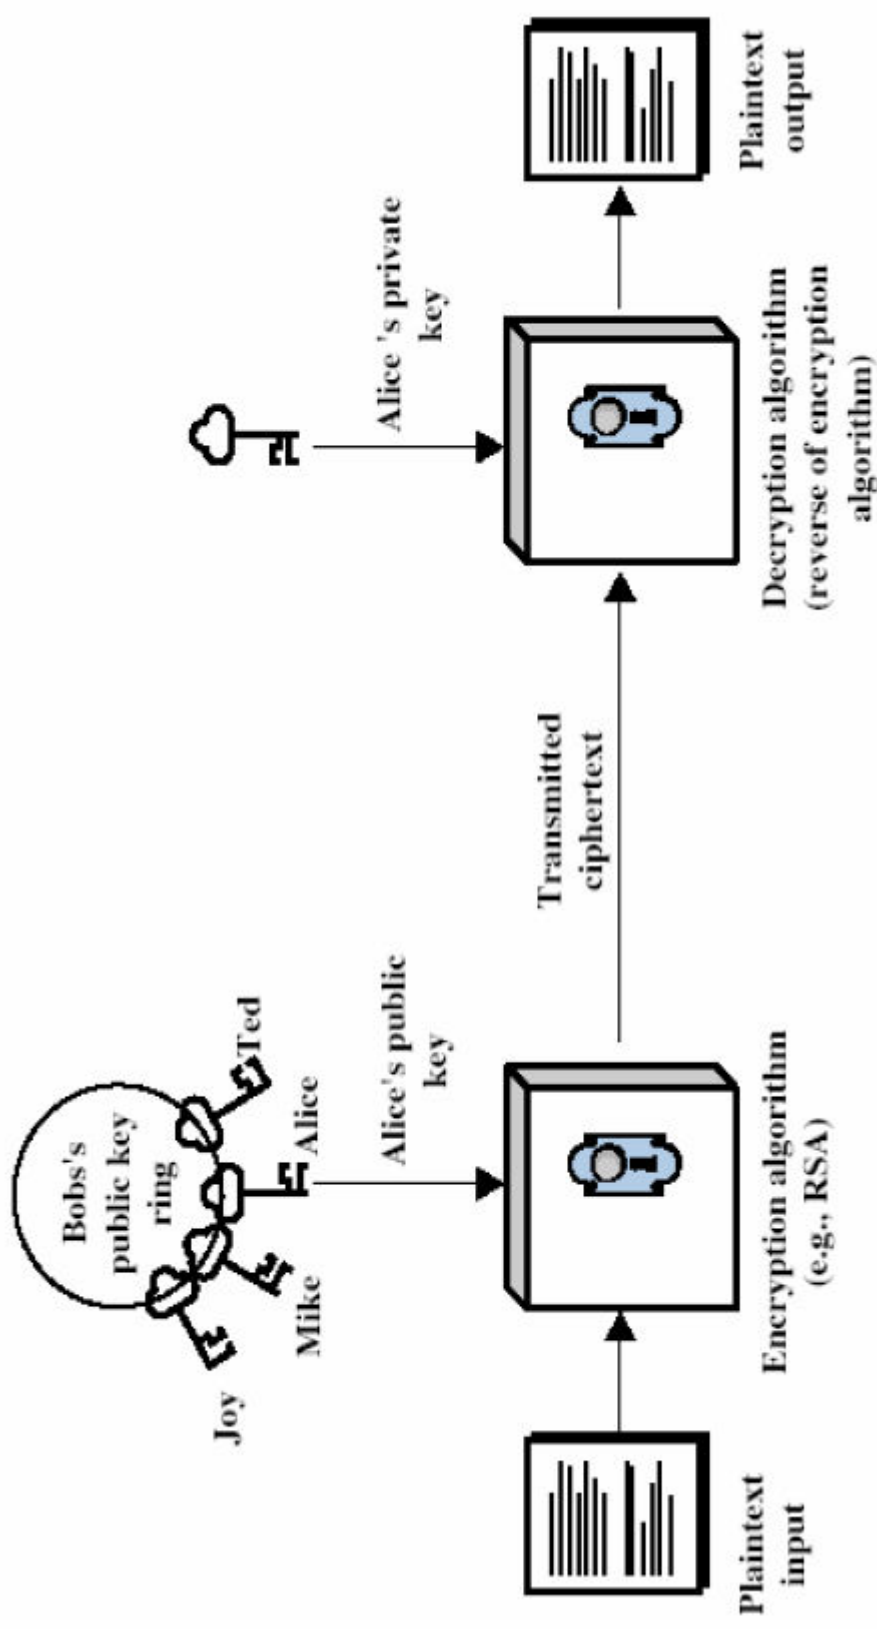 Bobs's
public key
ring
Joy
Mike
Alice
Ted
Alice's public
key
Alice 's private
key
Transmitted
ciphertext
Plaintext
input
Encryption algorithm
(e.g., RSA)
Decryption algorithm
(reverse of encryption
algorithm)
Plaintext
output